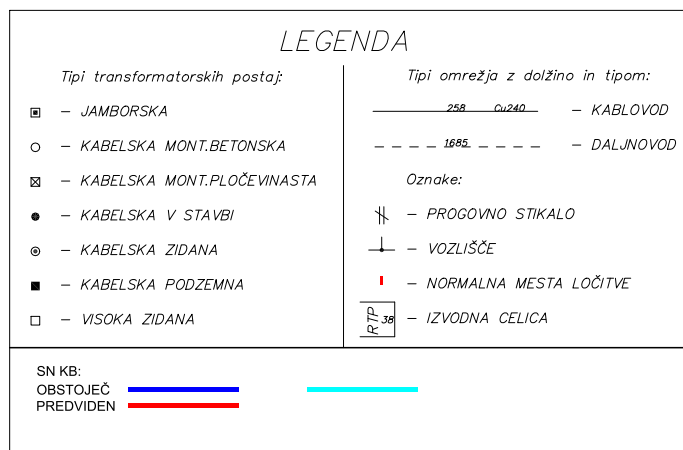 LEGENDA
Tipi transformatorskih postaj:
– JAMBORSKA
– KABELSKA MONT.BETONSKA
– KABELSKA MONT.PLOČEVINASTA
– KABELSKA V STAVBI
– KABELSKA ZIDANA
– KABELSKA PODZEMNA
– VISOKA ZIDANA
Tipi omrežja z dolžino in tipom:
258 Cu240 – KABLOVOD
1685 – DALJNOVOD
Oznake:
– PROGOVNO STIKALO
– VOZLIŠČE
– NORMALNA MESTA LOČITVE
RTP 38 – IZVODNA CELICA
SN KB:
OBSTOJEČ
PREDVIDEN